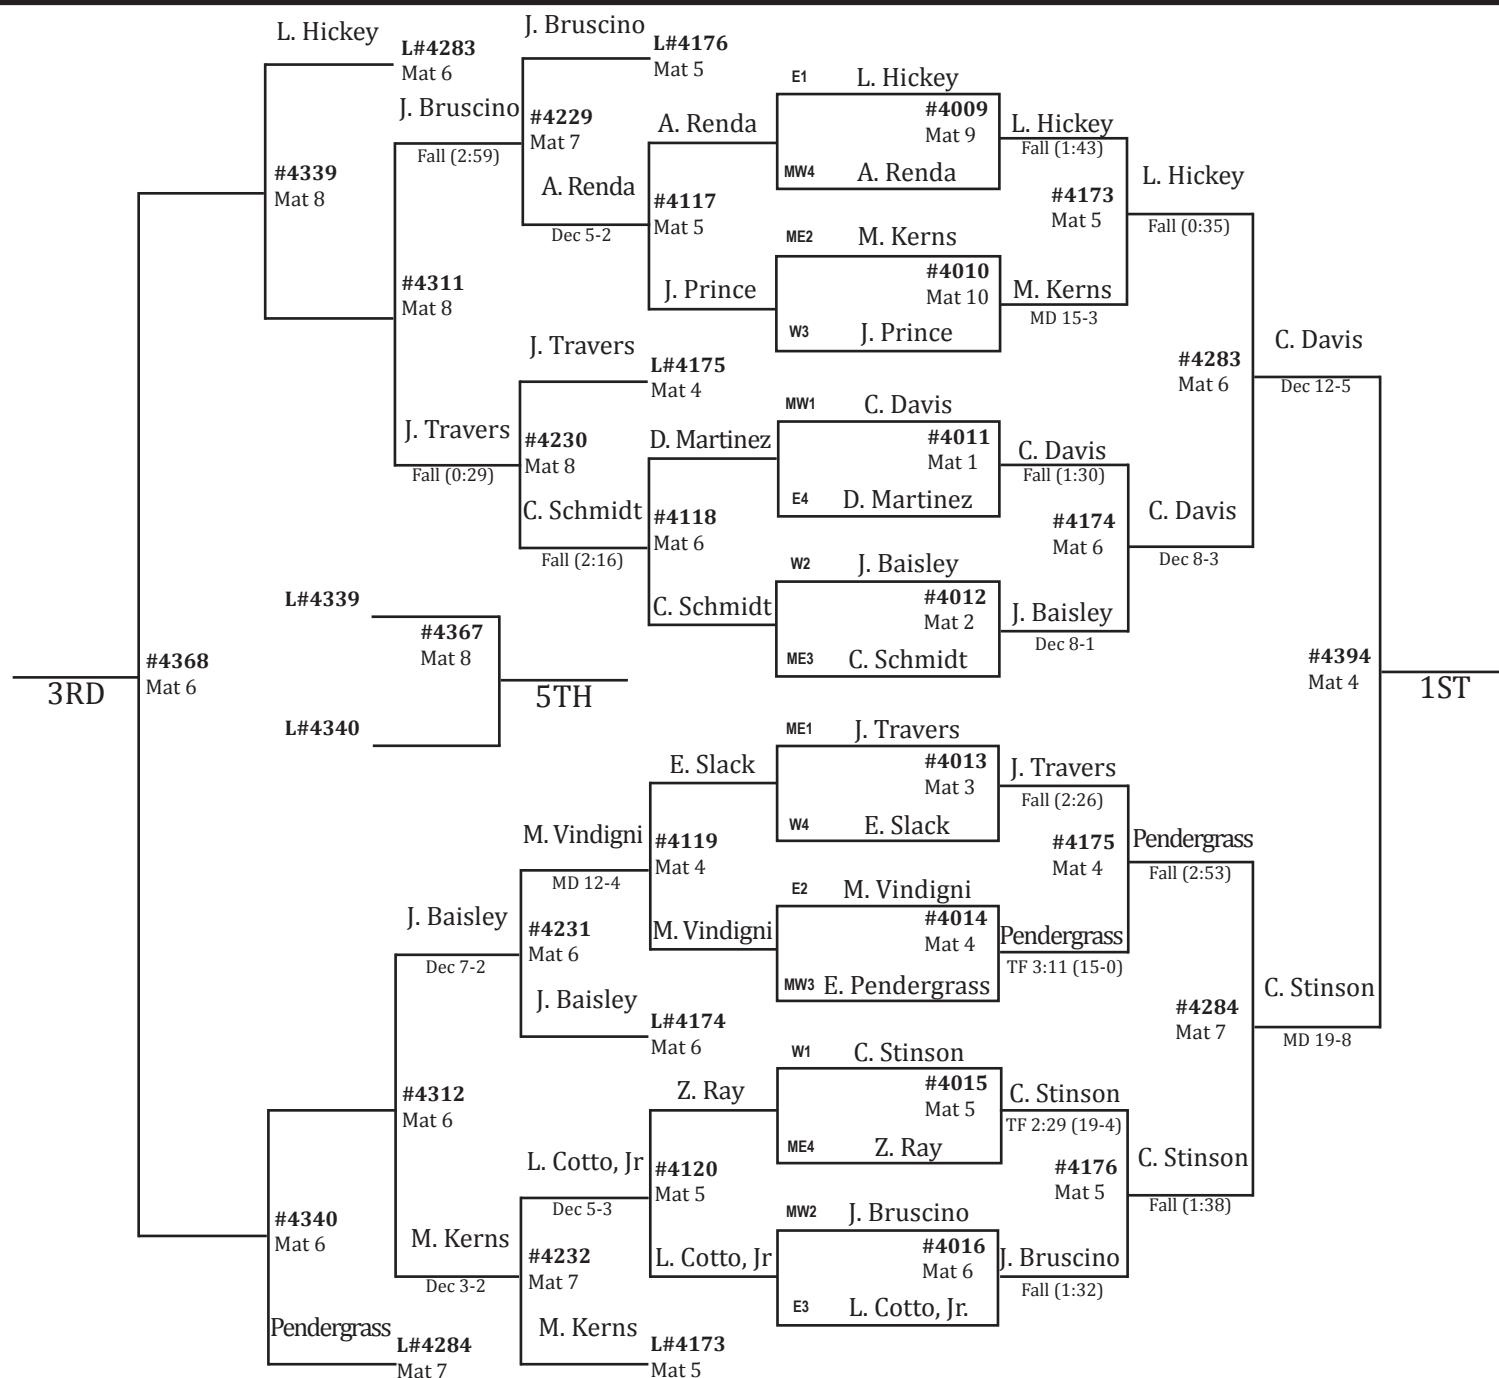 L. Hickey
L#4283
Mat 6
J. Bruscino
L#4176
Mat 5
J. Bruscino
Fall (2:59)
#4229
Mat 7
A. Renda
Dec 5-2
#4339
Mat 8
#4311
Mat 8
A. Renda
#4117
Mat 5
J. Prince
J. Travers
L#4175
Mat 4
J. Travers
Fall (0:29)
#4230
Mat 8
C. Schmidt
Fall (2:16)
D. Martinez
#4118
Mat 6
C. Schmidt
E1 L. Hickey
#4009
Mat 9
MW4 A. Renda
L. Hickey
Fall (1:43)
ME2 M. Kerns
#4010
Mat 10
W3 J. Prince
M. Kerns
MD 15-3
#4173
Mat 5
L. Hickey
Fall (0:35)
MW1 C. Davis
#4011
Mat 1
E4 D. Martinez
C. Davis
Fall (1:30)
W2 J. Baisley
#4012
Mat 2
ME3 C. Schmidt
J. Baisley
Dec 8-1
#4174
Mat 6
C. Davis
Dec 8-3
#4283
Mat 6
C. Davis
Dec 12-5
L#4339
#4367
Mat 8
L#4340
5TH
#4368
Mat 6
3RD
#4394
Mat 4
1ST
ME1 J. Travers
#4013
Mat 3
W4 E. Slack
J. Travers
Fall (2:26)
E2 M. Vindigni
#4014
Mat 4
MW3 E. Pendergrass
Pendergrass
TF 3:11 (15-0)
#4175
Mat 4
Pendergrass
Fall (2:53)
W1 C. Stinson
#4015
Mat 5
ME4 Z. Ray
C. Stinson
TF 2:29 (19-4)
MW2 J. Bruscino
#4016
Mat 6
E3 L. Cotto, Jr.
J. Bruscino
Fall (1:32)
#4176
Mat 5
C. Stinson
Fall (1:38)
#4284
Mat 7
C. Stinson
MD 19-8
E. Slack
#4119
Mat 4
M. Vindigni
M. Vindigni
MD 12-4
#4231
Mat 6
J. Baisley
L#4174
Mat 6
J. Baisley
Dec 7-2
#4312
Mat 6
Z. Ray
#4120
Mat 5
L. Cotto, Jr
L. Cotto, Jr
Dec 5-3
#4232
Mat 7
M. Kerns
L#4173
Mat 5
M. Kerns
Dec 3-2
#4340
Mat 6
Pendergrass
L#4284
Mat 7